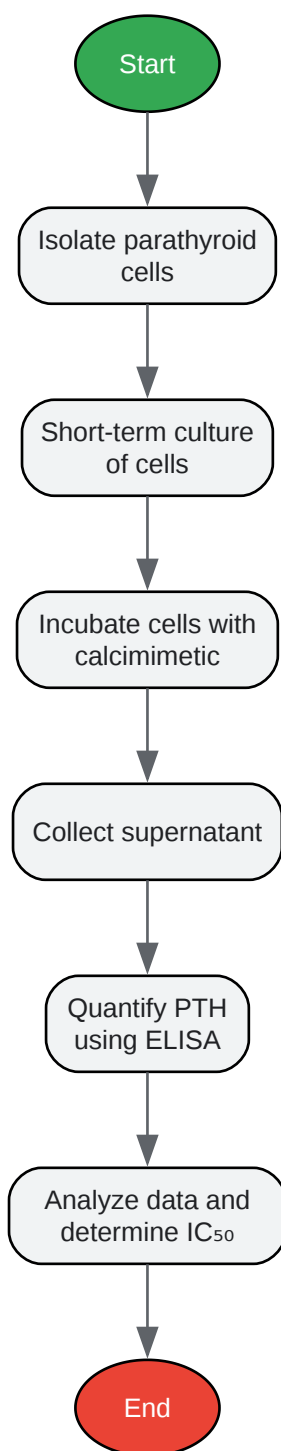 Start
Isolate parathyroid
cells
Short-term culture
of cells
Incubate cells with
calcimimetic
Collect supernatant
Quantify PTH
using ELISA
Analyze data and
determine IC₅₀
End